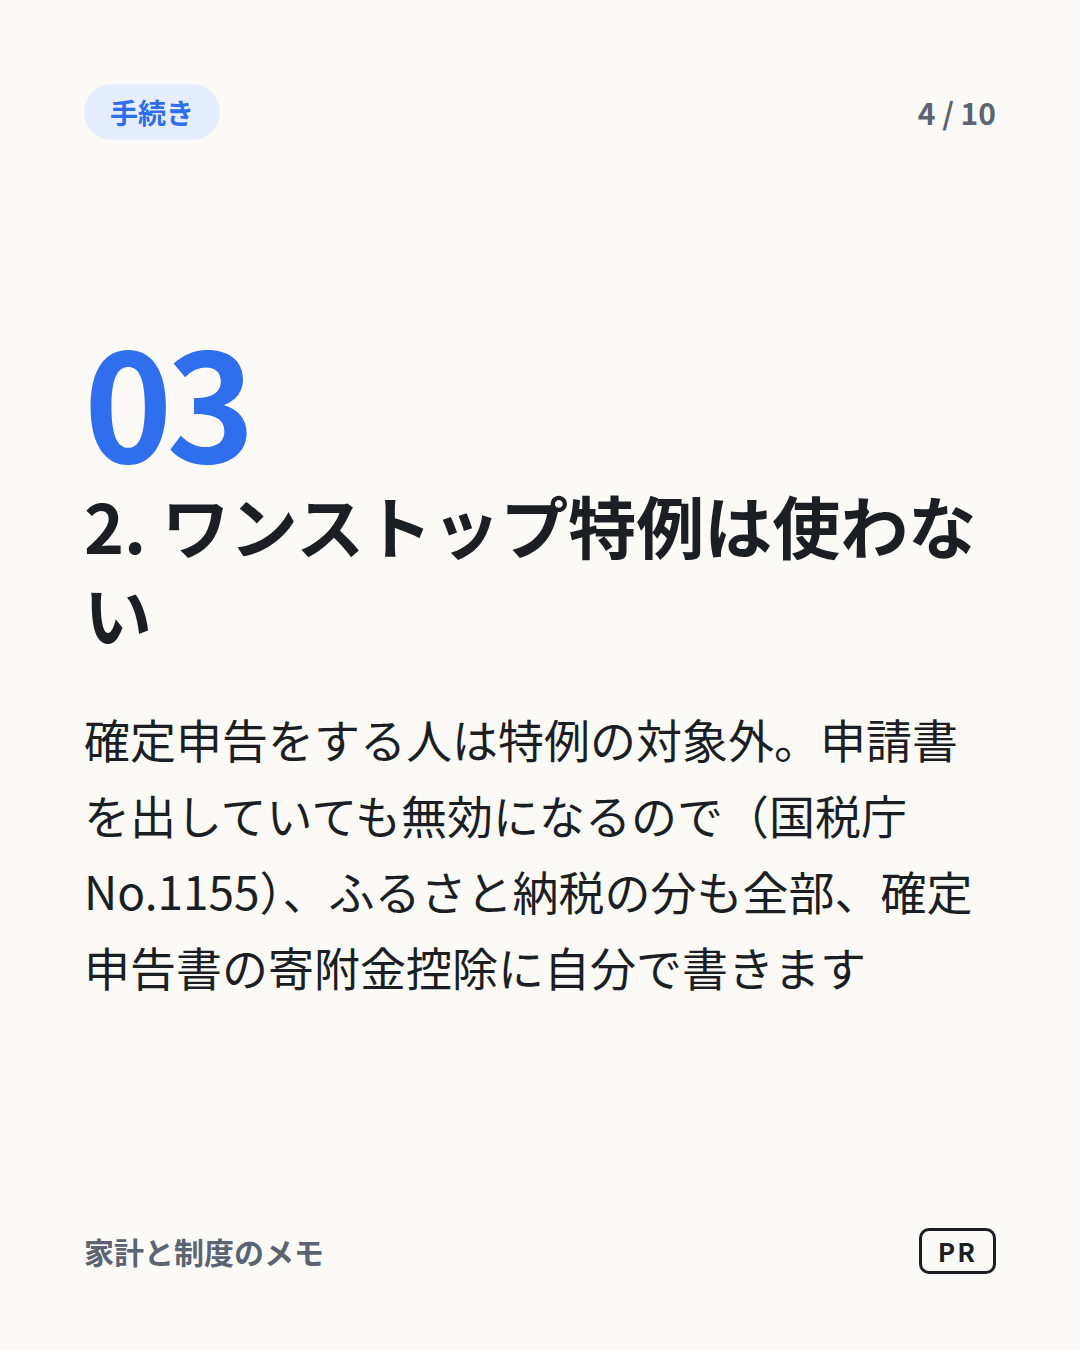 手続き
4 / 10
03
2. ワンストップ特例は使わな
い
確定申告をする人は特例の対象外。申請書
を出していても無効になるので（国税庁
No.1155）、ふるさと納税の分も全部、確定
申告書の寄附金控除に自分で書きます
家計と制度のメモ
PR